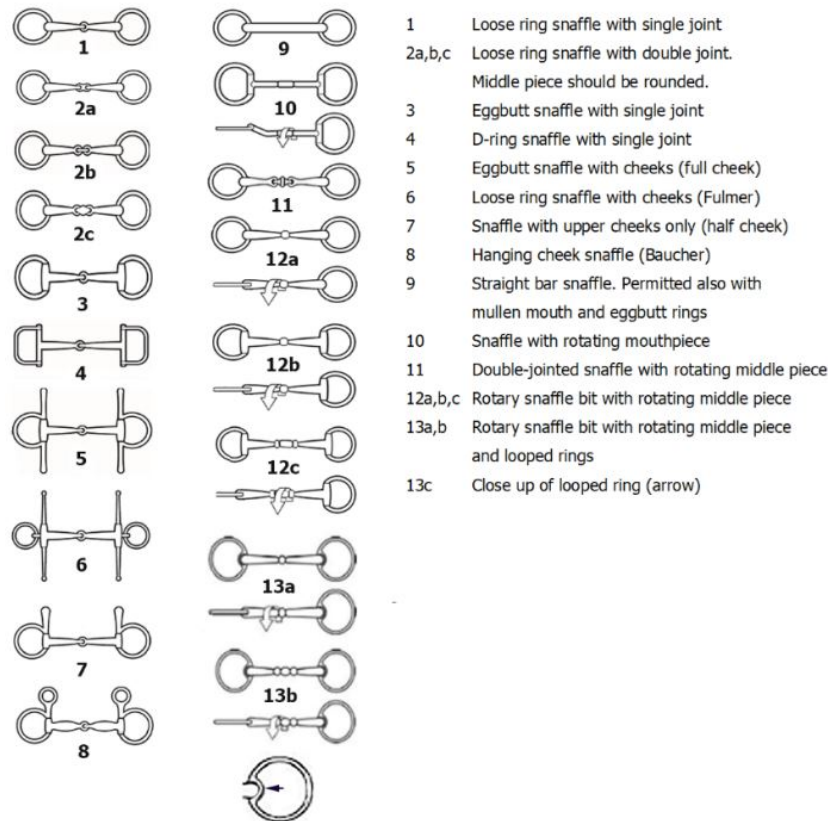 1
2a
2b
2c
3
4
5
6
7
8
9
10
11
12a
12b
12c
13a
13b
1 Loose ring snaffle with single joint
2a,b,c Loose ring snaffle with double joint.
Middle piece should be rounded.
3 Eggbutt snaffle with single joint
4 D-ring snaffle with single joint
5 Eggbutt snaffle with cheeks (full cheek)
6 Loose ring snaffle with cheeks (Fulmer)
7 Snaffle with upper cheeks only (half cheek)
8 Hanging cheek snaffle (Baucher)
9 Straight bar snaffle. Permitted also with
mullen mouth and eggbutt rings
10 Snaffle with rotating mouthpiece
11 Double-jointed snaffle with rotating middle piece
12a,b,c Rotary snaffle bit with rotating middle piece
13a,b Rotary snaffle bit with rotating middle piece
and looped rings
13c Close up of looped ring (arrow)